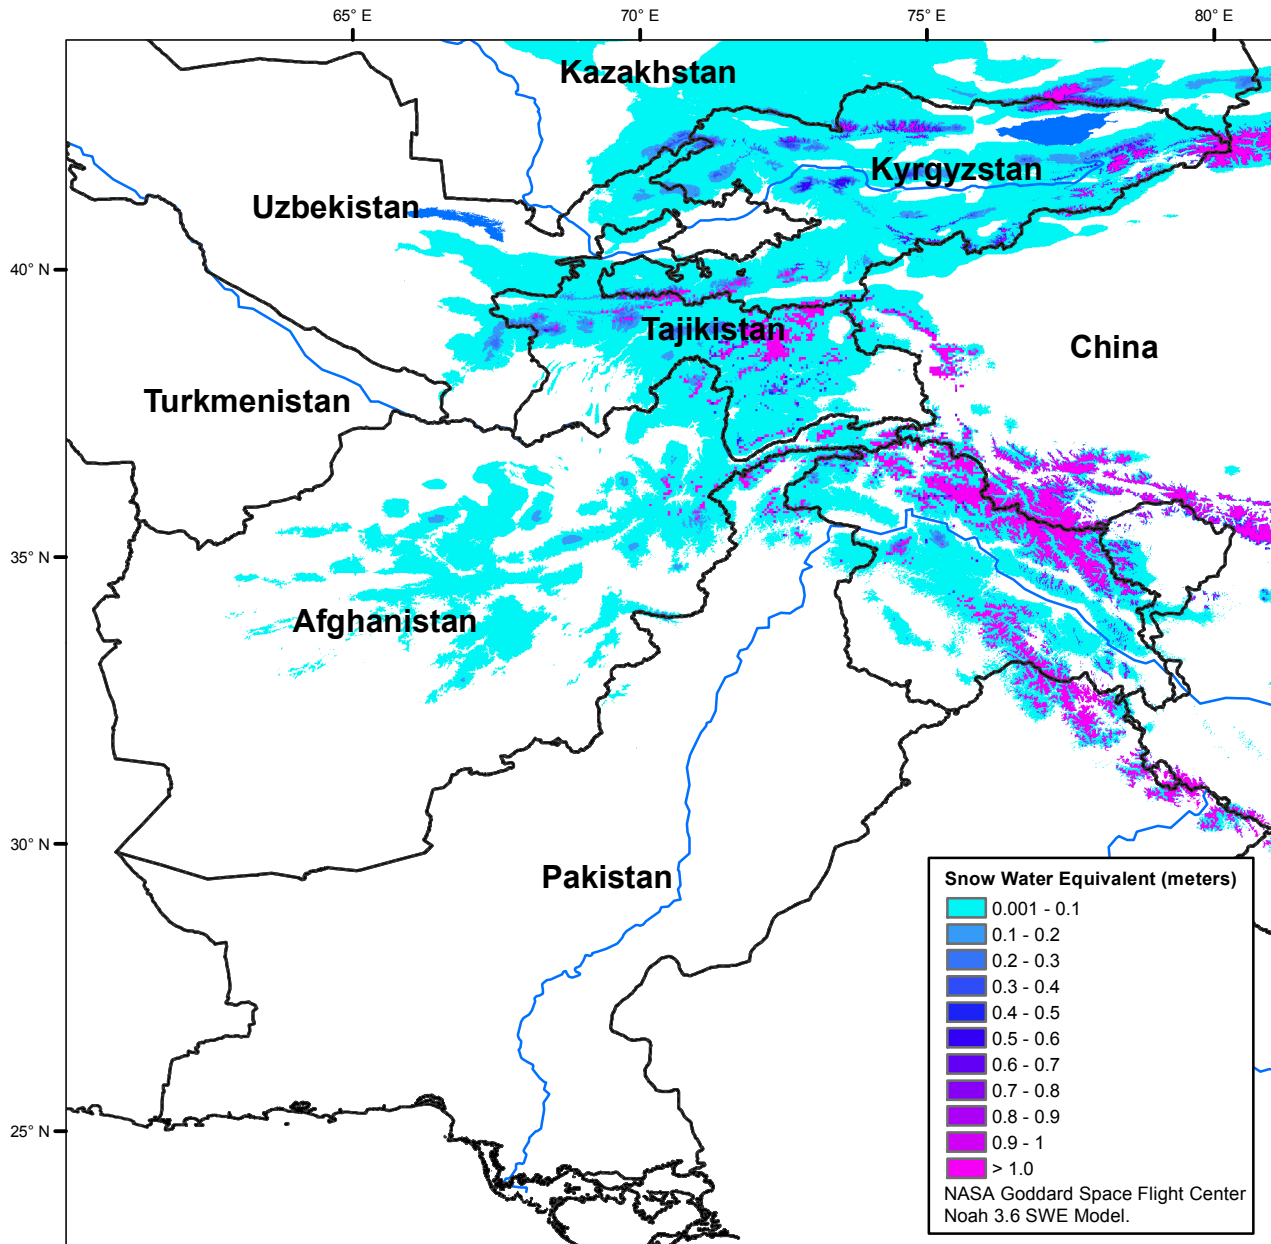 65° E
70° E
75° E
80° E
Kazakhstan
Kyrgyzstan
Uzbekistan
40° N
Tajikistan
China
Turkmenistan
35° N
Afghanistan
30° N
Pakistan
25° N
Snow Water Equivalent (meters)
0.001 - 0.1
0.1 - 0.2
0.2 - 0.3
0.3 - 0.4
0.4 - 0.5
0.5 - 0.6
0.6 - 0.7
0.7 - 0.8
0.8 - 0.9
0.9 - 1
> 1.0
NASA Goddard Space Flight Center
Noah 3.6 SWE Model.